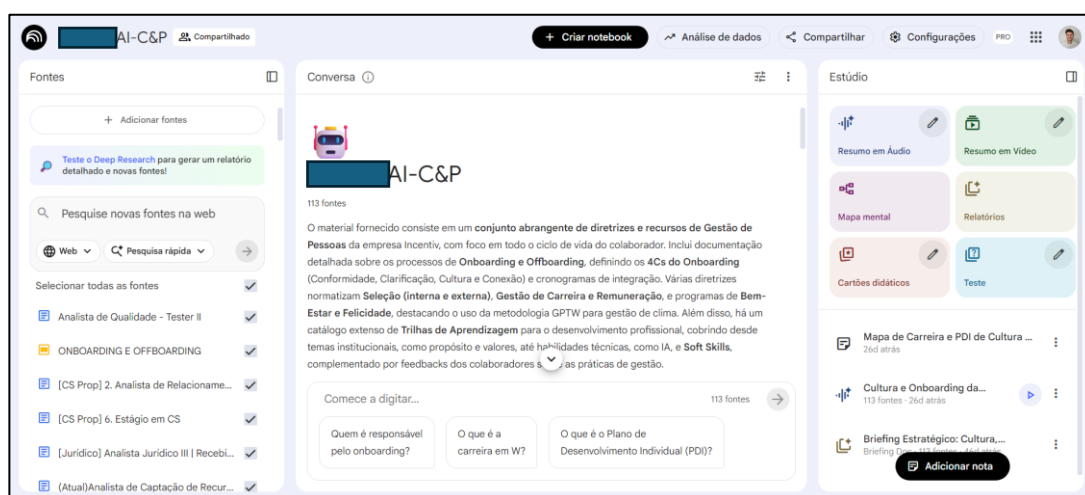 AI-C&P
Compartilhado
+ Criar notebook
Análise de dados
Compartilhar
Configurações
PRO
Fontes
+ Adicionar fontes
Teste o Deep Research para gerar um relatório
detalhado e novas fontes!
Pesquise novas fontes na web
Web
Pesquisa rápida
Selecionar todas as fontes
Analista de Qualidade - Tester II
ONBOARDING E OFFBOARDING
[CS Prop] 2. Analista de Relacioname...
[CS Prop] 6. Estágio em CS
[Jurídico] Analista Jurídico III | Recebi...
(Atual)Analista de Captação de Recur...
Conversa
AI-C&P
113 fontes
O material fornecido consiste em um conjunto abrangente de diretrizes e recursos de Gestão de
Pessoas da empresa Incentiv, com foco em todo o ciclo de vida do colaborador. Inclui documentação
detalhada sobre os processos de Onboarding e Offboarding, definindo os 4Cs do Onboarding
(Conformidade, Clarificação, Cultura e Conexão) e cronogramas de integração. Várias diretrizes
normatizam Seleção (interna e externa), Gestão de Carreira e Remuneração, e programas de Bem-
Estar e Felicidade, destacando o uso da metodologia GPTW para gestão de clima. Além disso, há um
catálogo extenso de Trilhas de Aprendizagem para o desenvolvimento profissional, cobrindo desde
temas institucionais, como propósito e valores, até habilidades técnicas, como IA, e Soft Skills,
complementado por feedbacks dos colaboradores as práticas de gestão.
Comece a digitar...
113 fontes
Quem é responsável
pelo onboarding?
O que é a
carreira em W?
O que é o Plano de
Desenvolvimento Individual (PDI)?
Estúdio
Resumo em Áudio
Resumo em Vídeo
Mapa mental
Relatórios
Cartões didáticos
Teste
Mapa de Carreira e PDI de Cultura ...
26d atrás
Cultura e Onboarding da...
113 fontes · 26d atrás
Briefing Estratégico: Cultura,...
Briefing Doc · 113 fontes · 46d atrás
Adicionar nota